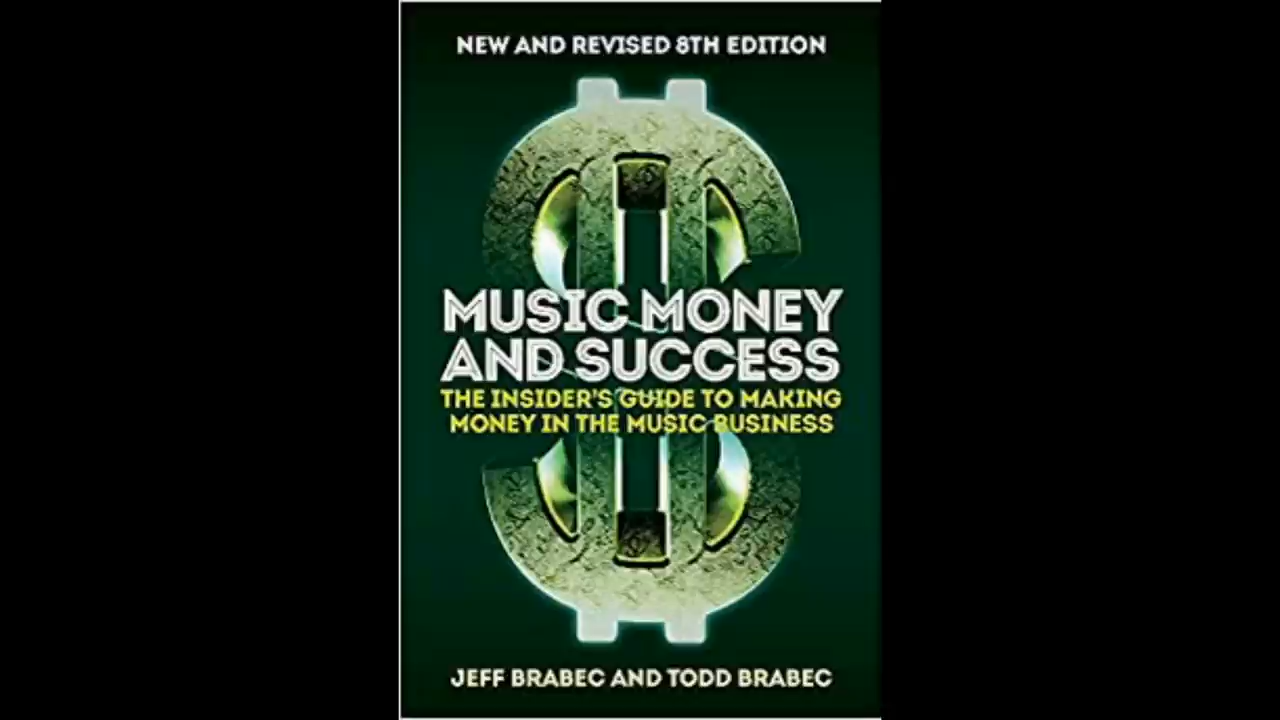 NEW AND REVISED 8TH EDITION
MUSIC MONEY
AND SUCCESS
THE INSIDER'S GUIDE TO MAKING
MONEY IN THE MUSIC BUSINESS
JEFF BRABEC AND TODD BRABEC